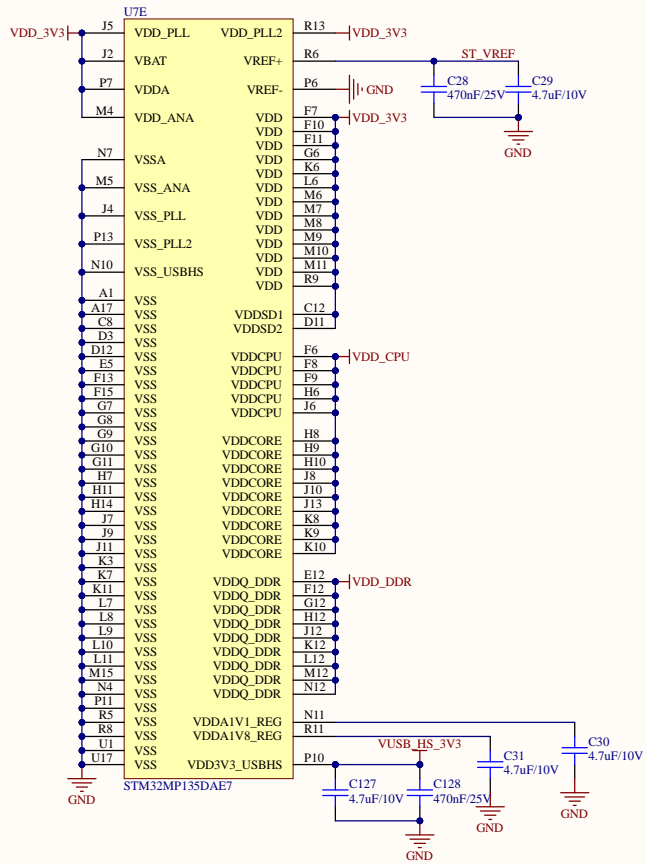 U7E
VDD_3V3 J5 VDD_PLL VDD_PLL2 R13 VDD_3V3
J2 VBAT VREF+ R6 ST_VREF
C28 C29
470nF/25V 4.7uF/10V
P7 VDDA VREF- P6 GND
M4 VDD_ANA VDD F7 VDD_3V3
VDD F10
VDD F11
GND
N7 VSSA VDD G6
VDD K6
M5 VSS_ANA VDD L6
VDD M6
J4 VSS_PLL VDD M7
VDD M8
P13 VSS_PLL2 VDD M9
VDD M10
N10 VSS_USBHS VDD M11
VDD R9
A1 VSS
A17 VSS VDDSD1 C12
C8 VSS VDDSD2 D11
D3 VSS
D12 VSS VDDCPU F6 VDD_CPU
E5 VSS VDDCPU F8
F13 VSS VDDCPU F9
F15 VSS VDDCPU H6
G7 VSS VDDCPU J6
G8 VSS
G9 VSS VDDCORE H8
G10 VSS VDDCORE H9
G11 VSS VDDCORE H10
H7 VSS VDDCORE J8
H11 VSS VDDCORE J10
H14 VSS VDDCORE J13
J7 VSS VDDCORE K8
J9 VSS VDDCORE K9
J11 VSS VDDCORE K10
K3 VSS
K7 VSS VDDQ_DDR E12 VDD_DDR
K11 VSS VDDQ_DDR F12
L7 VSS VDDQ_DDR G12
L8 VSS VDDQ_DDR H12
L9 VSS VDDQ_DDR J12
L10 VSS VDDQ_DDR K12
L11 VSS VDDQ_DDR L12
M15 VSS VDDQ_DDR M12
N4 VSS VDDQ_DDR N12
P11 VSS
R5 VSS VDDA1V1_REG N11
R8 VSS VDDA1V8_REG R11
U1 VSS VUSB_HS_3V3
U17 VSS VDD3V3_USBHS P10
C31 C30
4.7uF/10V 4.7uF/10V
C127 C128
4.7uF/10V 470nF/25V
GND STM32MP135DAE7
GND GND
GND